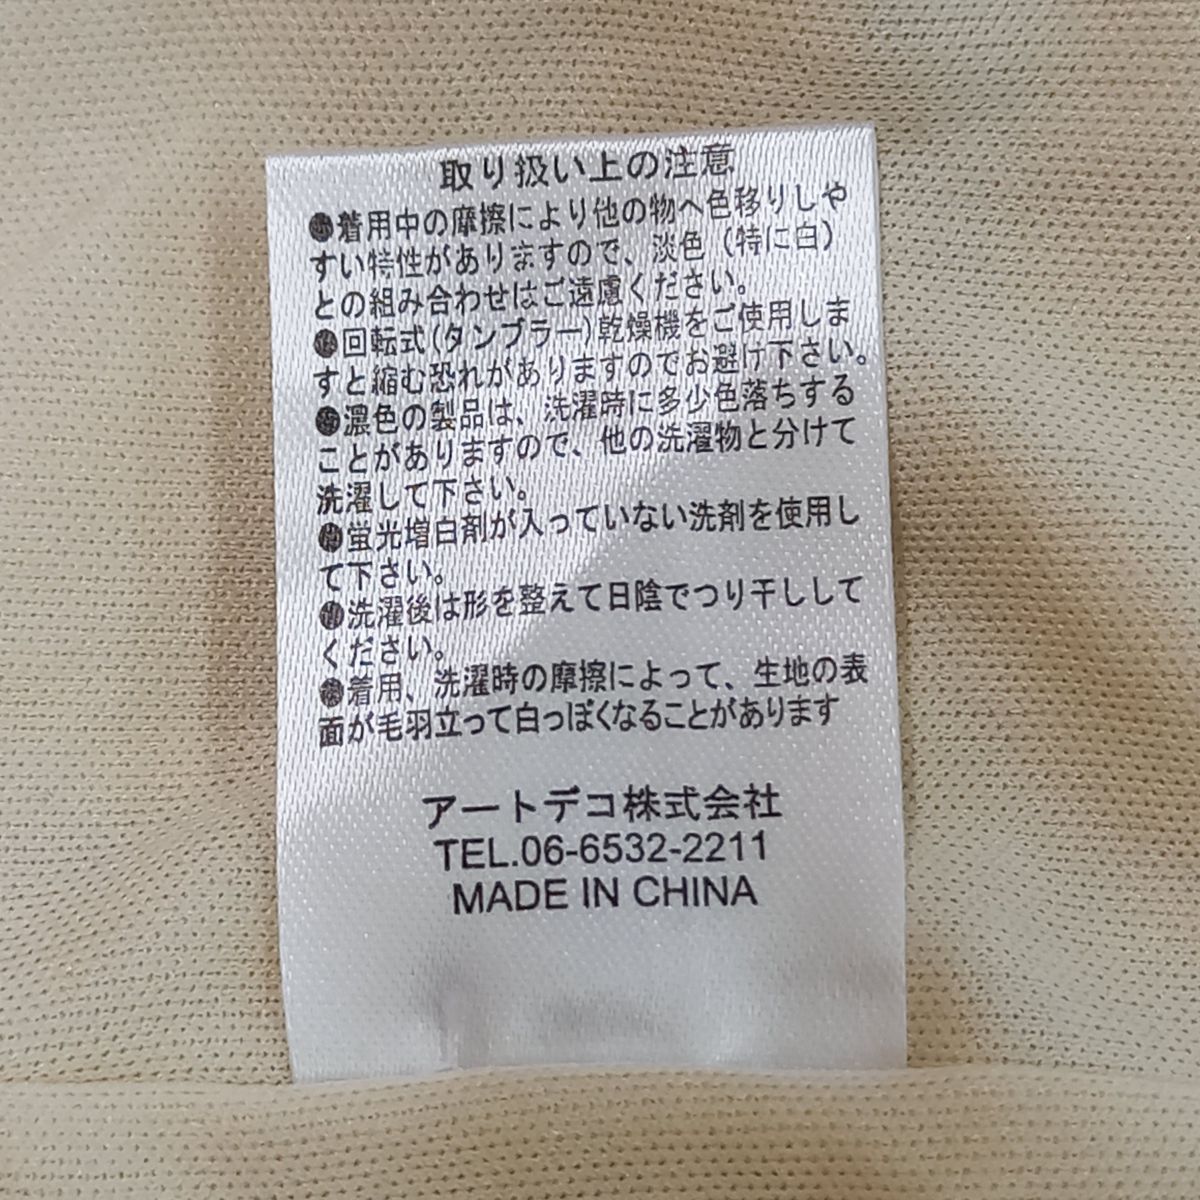 取り扱い上の注意
●着用中の摩擦により他の物へ色移りしや
すい特性がありますので、淡色（特に白）
との組み合わせはご遠慮ください。
●回転式(タンブラー)乾燥機をご使用しま
すと縮む恐れがありますのでお避け下さい。
●濃色の製品は、洗濯時に多少色落ちする
ことがありますので、他の洗濯物と分けて
洗濯して下さい。
●蛍光増白剤が入っていない洗剤を使用し
て下さい。
●洗濯後は形を整えて日陰でつり干しして
ください。
●着用、洗濯時の摩擦によって、生地の表
面が毛羽立って白っぽくなることがあります
アートデコ株式会社
TEL.06-6532-2211
MADE IN CHINA